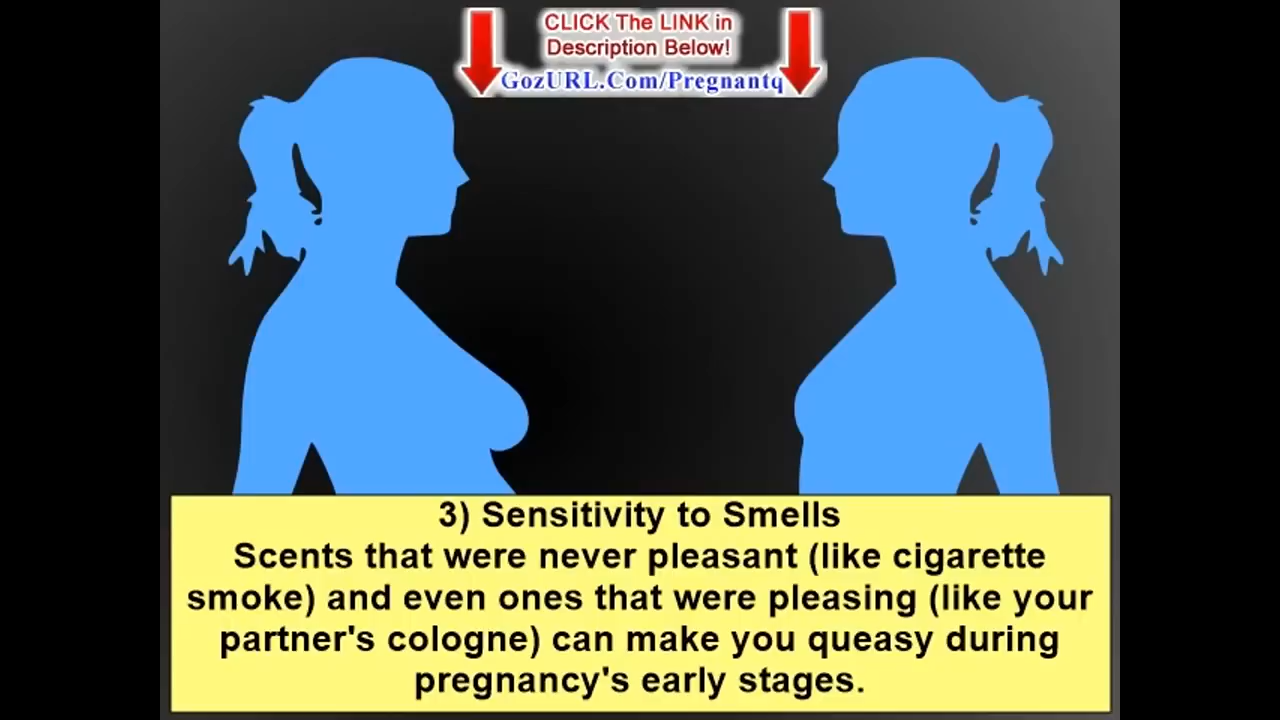 CLICK The LINK in
Description Below!
GozURL.Com/Pregnantq
3) Sensitivity to Smells
Scents that were never pleasant (like cigarette
smoke) and even ones that were pleasing (like your
partner's cologne) can make you queasy during
pregnancy's early stages.